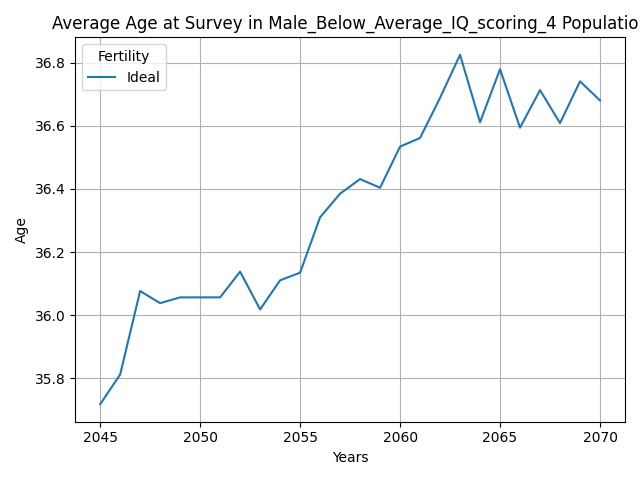 Average Age at Survey in Male_Below_Average_IQ_scoring_4 Populatio
Fertility
Ideal
36.8
36.6
36.4
36.2
36.0
35.8
Age
2045 2050 2055 2060 2065 2070
Years